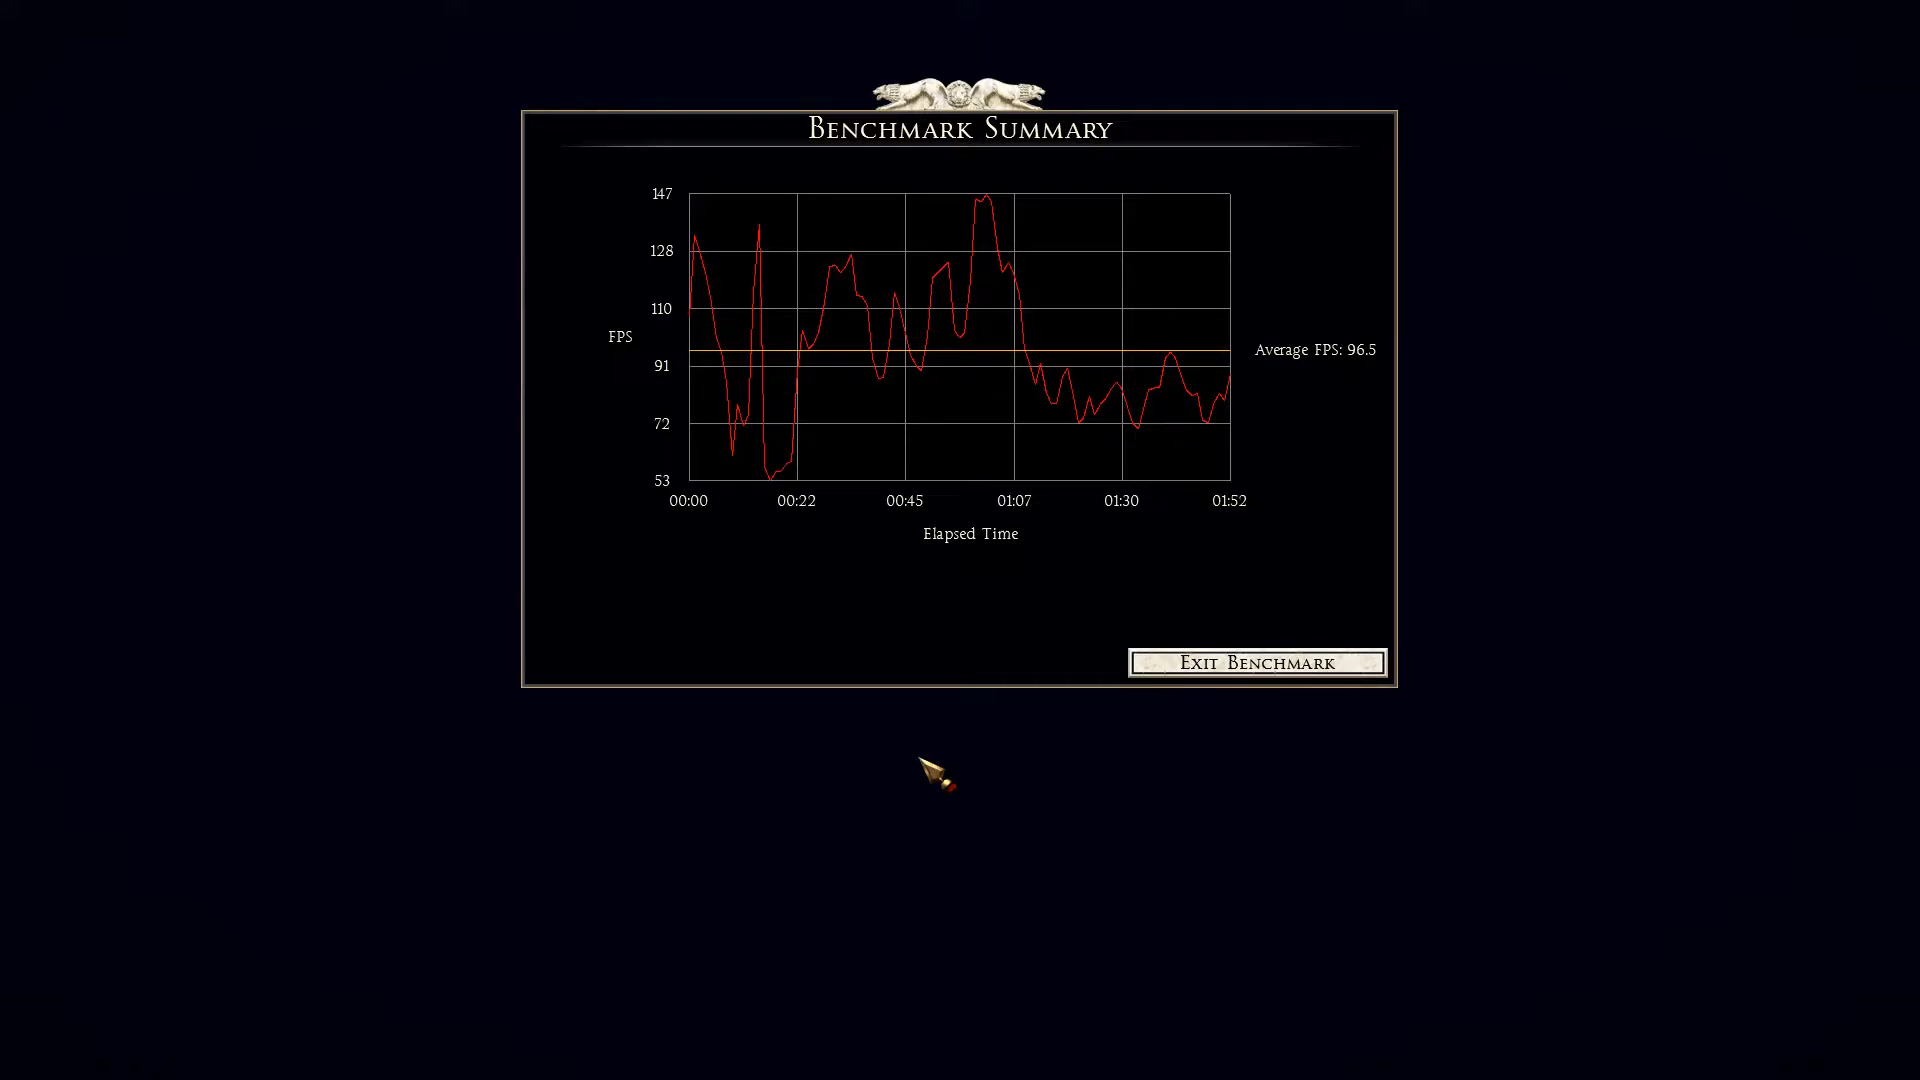 Benchmark Summary
147
128
110
FPS
Average FPS: 96.5
91
72
53
00:00 00:22 00:45 01:07 01:30 01:52
Elapsed Time
Exit Benchmark